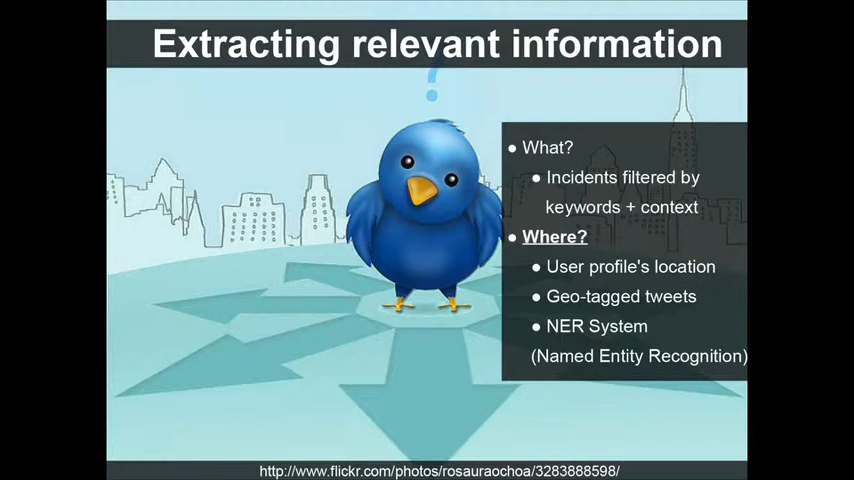 Extracting relevant information
?
● What?
● Incidents filtered by
keywords + context
● Where?
● User profile's location
● Geo-tagged tweets
● NER System
(Named Entity Recognition)
http://www.flickr.com/photos/rosauraochoa/3283888598/